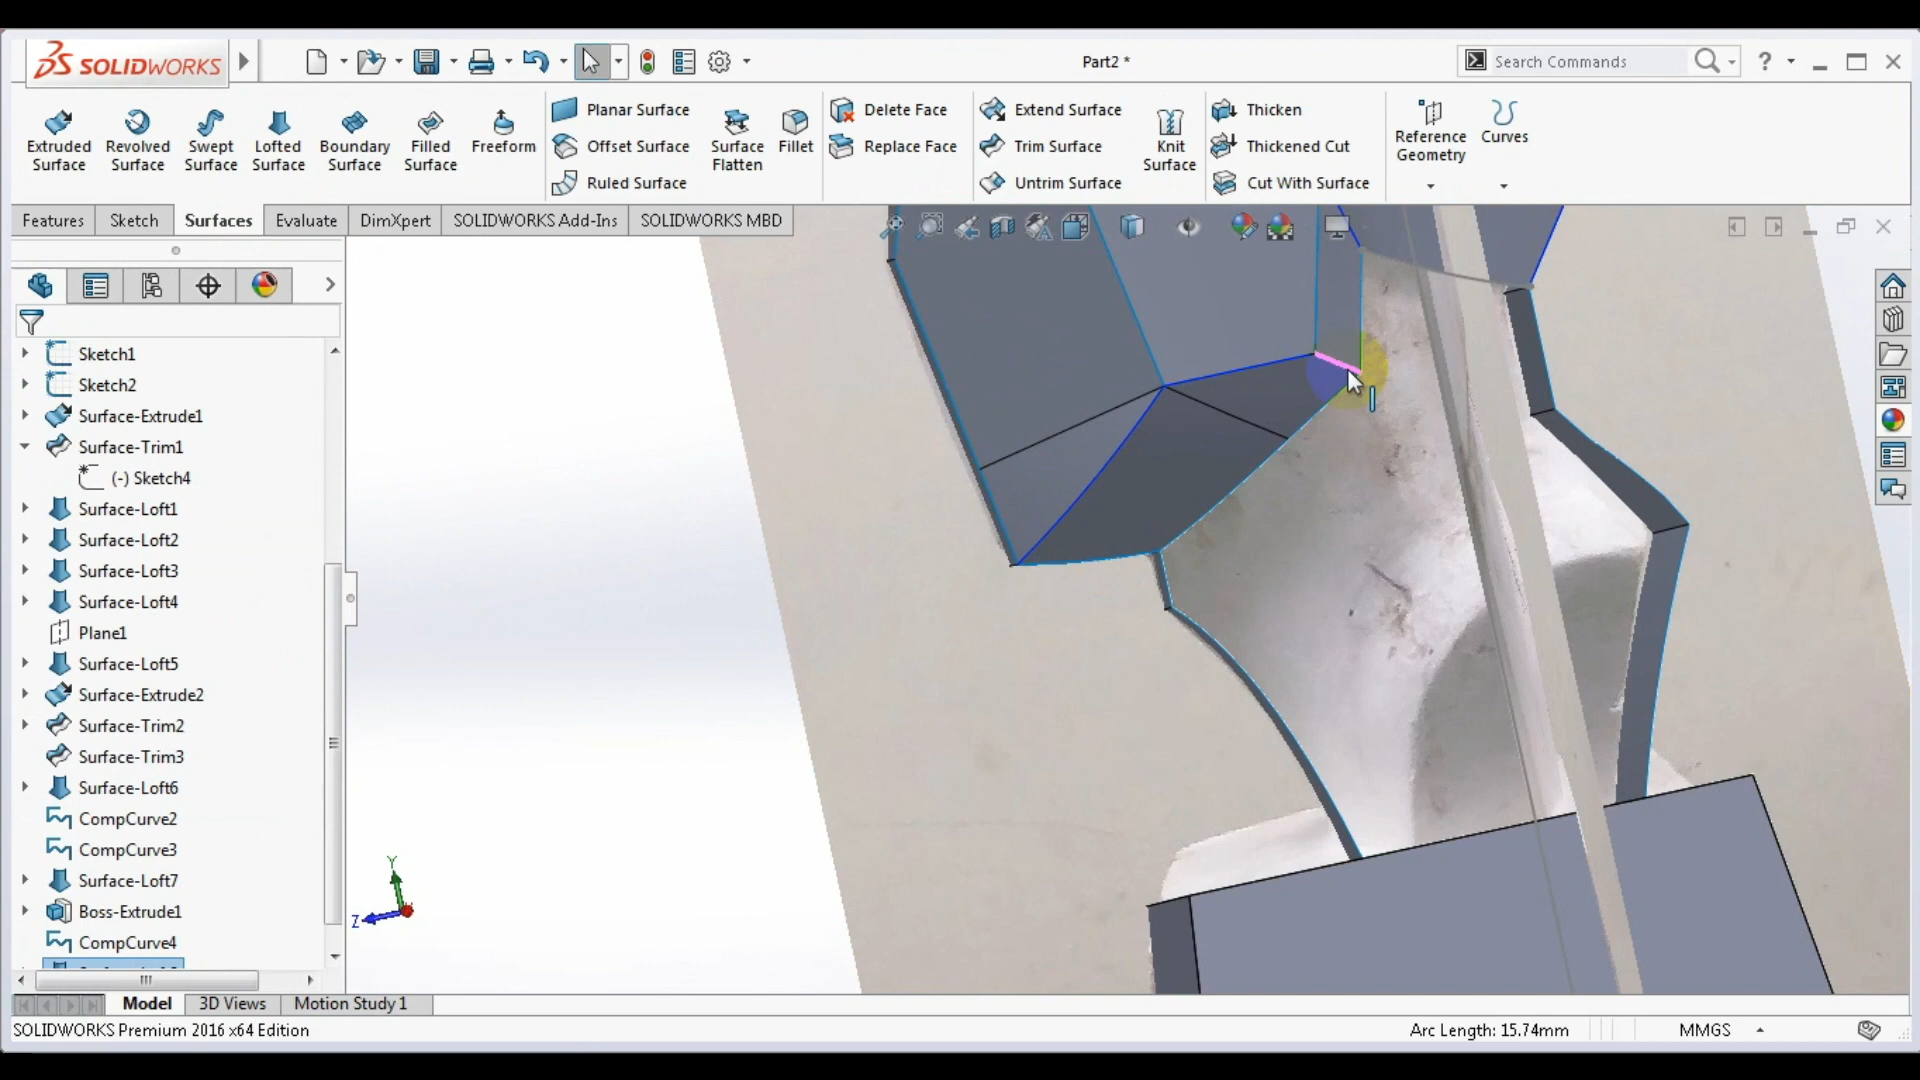 SOLIDWORKS
Part2 *
Search Commands
?
Extruded Surface
Revolved Surface
Swept Surface
Lofted Surface
Boundary Surface
Filled Surface
Freeform
Planar Surface
Offset Surface
Ruled Surface
Surface Flatten
Fillet
Delete Face
Replace Face
Extend Surface
Trim Surface
Untrim Surface
Knit Surface
Thicken
Thickened Cut
Cut With Surface
Reference Geometry
Curves
Features
Sketch
Surfaces
Evaluate
DimXpert
SOLIDWORKS Add-Ins
SOLIDWORKS MBD
Sketch1
Sketch2
Surface-Extrude1
Surface-Trim1
(-) Sketch4
Surface-Loft1
Surface-Loft2
Surface-Loft3
Surface-Loft4
Plane1
Surface-Loft5
Surface-Extrude2
Surface-Trim2
Surface-Trim3
Surface-Loft6
CompCurve2
CompCurve3
Surface-Loft7
Boss-Extrude1
CompCurve4
Y
Z
Model
3D Views
Motion Study 1
SOLIDWORKS Premium 2016 x64 Edition
Arc Length: 15.74mm
MMGS